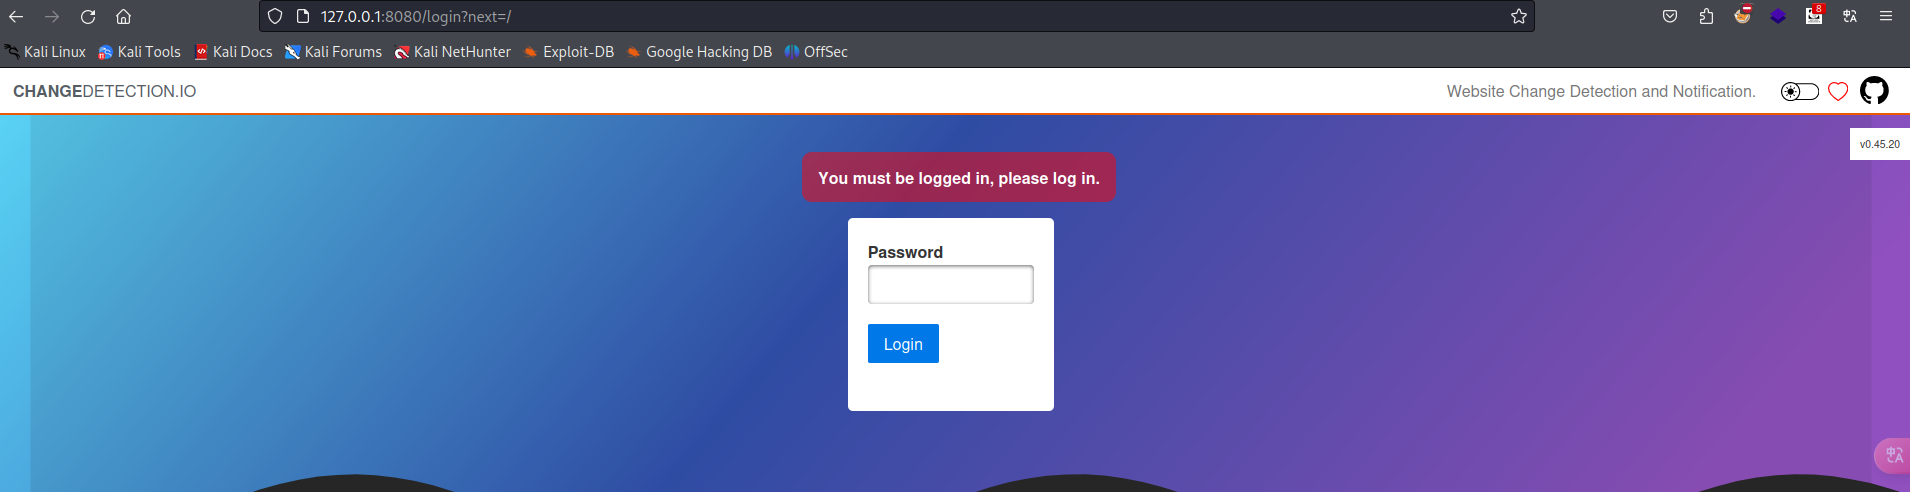 127.0.0.1:8080/login?next=/
8
Kali Linux Kali Tools Kali Docs Kali Forums Kali NetHunter Exploit-DB Google Hacking DB OffSec
CHANGEDETECTION.IO Website Change Detection and Notification.
v0.45.20
You must be logged in, please log in.
Password
Login